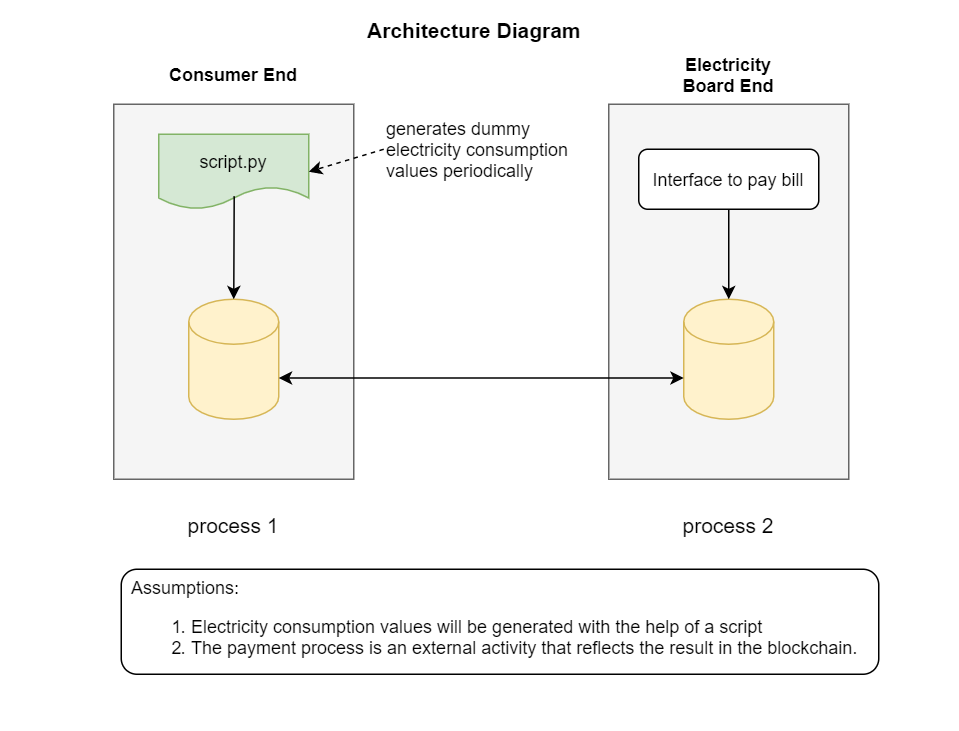 Architecture Diagram
Consumer End
Electricity
Board End
script.py
generates dummy
electricity consumption
values periodically
Interface to pay bill
process 1
process 2
Assumptions:
1. Electricity consumption values will be generated with the help of a script
2. The payment process is an external activity that reflects the result in the blockchain.